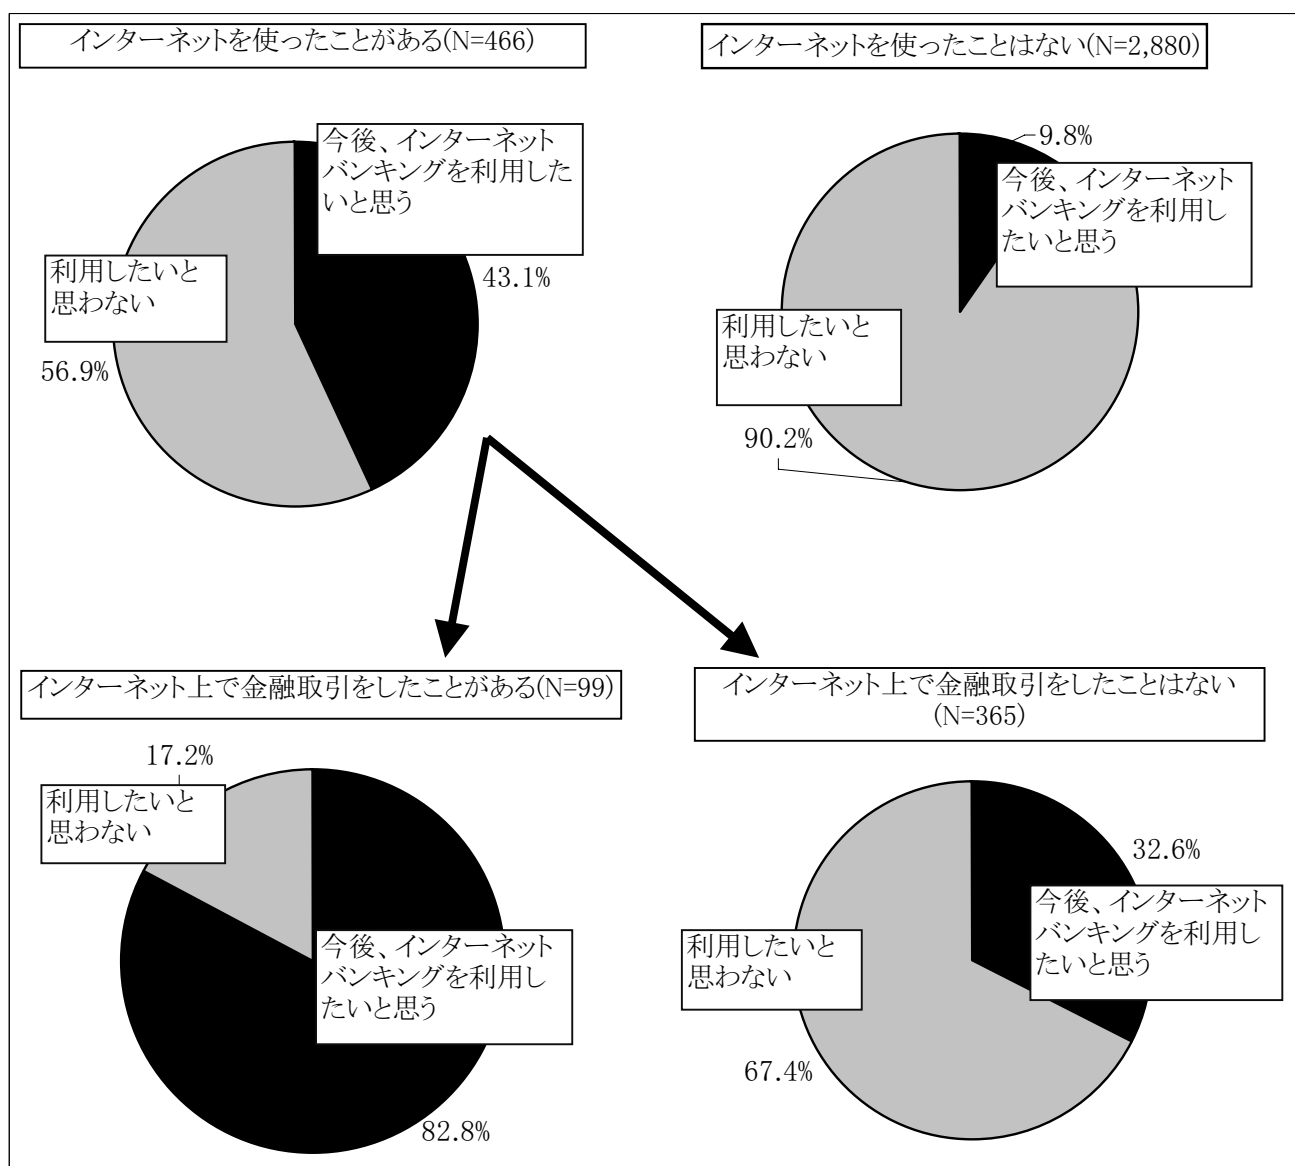 インターネットを使ったことがある(N=466)
今後、インターネット
バンキングを利用した
いと思う
43.1%
利用したいと
思わない
56.9%
インターネットを使ったことはない(N=2,880)
9.8%
今後、インターネット
バンキングを利用し
たいと思う
利用したいと
思わない
90.2%
インターネット上で金融取引をしたことがある(N=99)
17.2%
利用したいと
思わない
今後、インターネット
バンキングを利用し
たいと思う
82.8%
インターネット上で金融取引をしたことはない
(N=365)
32.6%
今後、インターネット
バンキングを利用し
たいと思う
利用したいと
思わない
67.4%